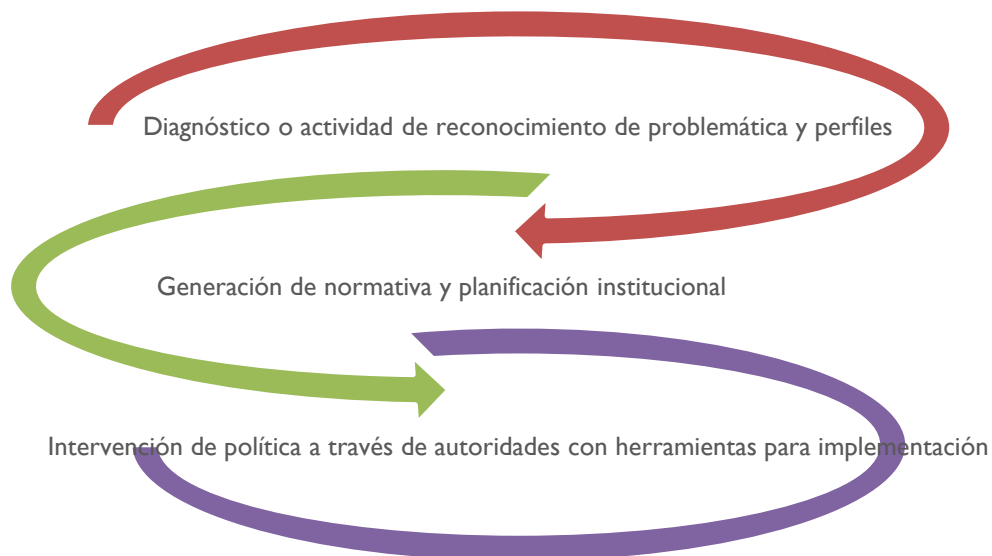 Diagnóstico o actividad de reconocimiento de problemática y perfiles
Generación de normativa y planificación institucional
Intervención de política a través de autoridades con herramientas para implementación